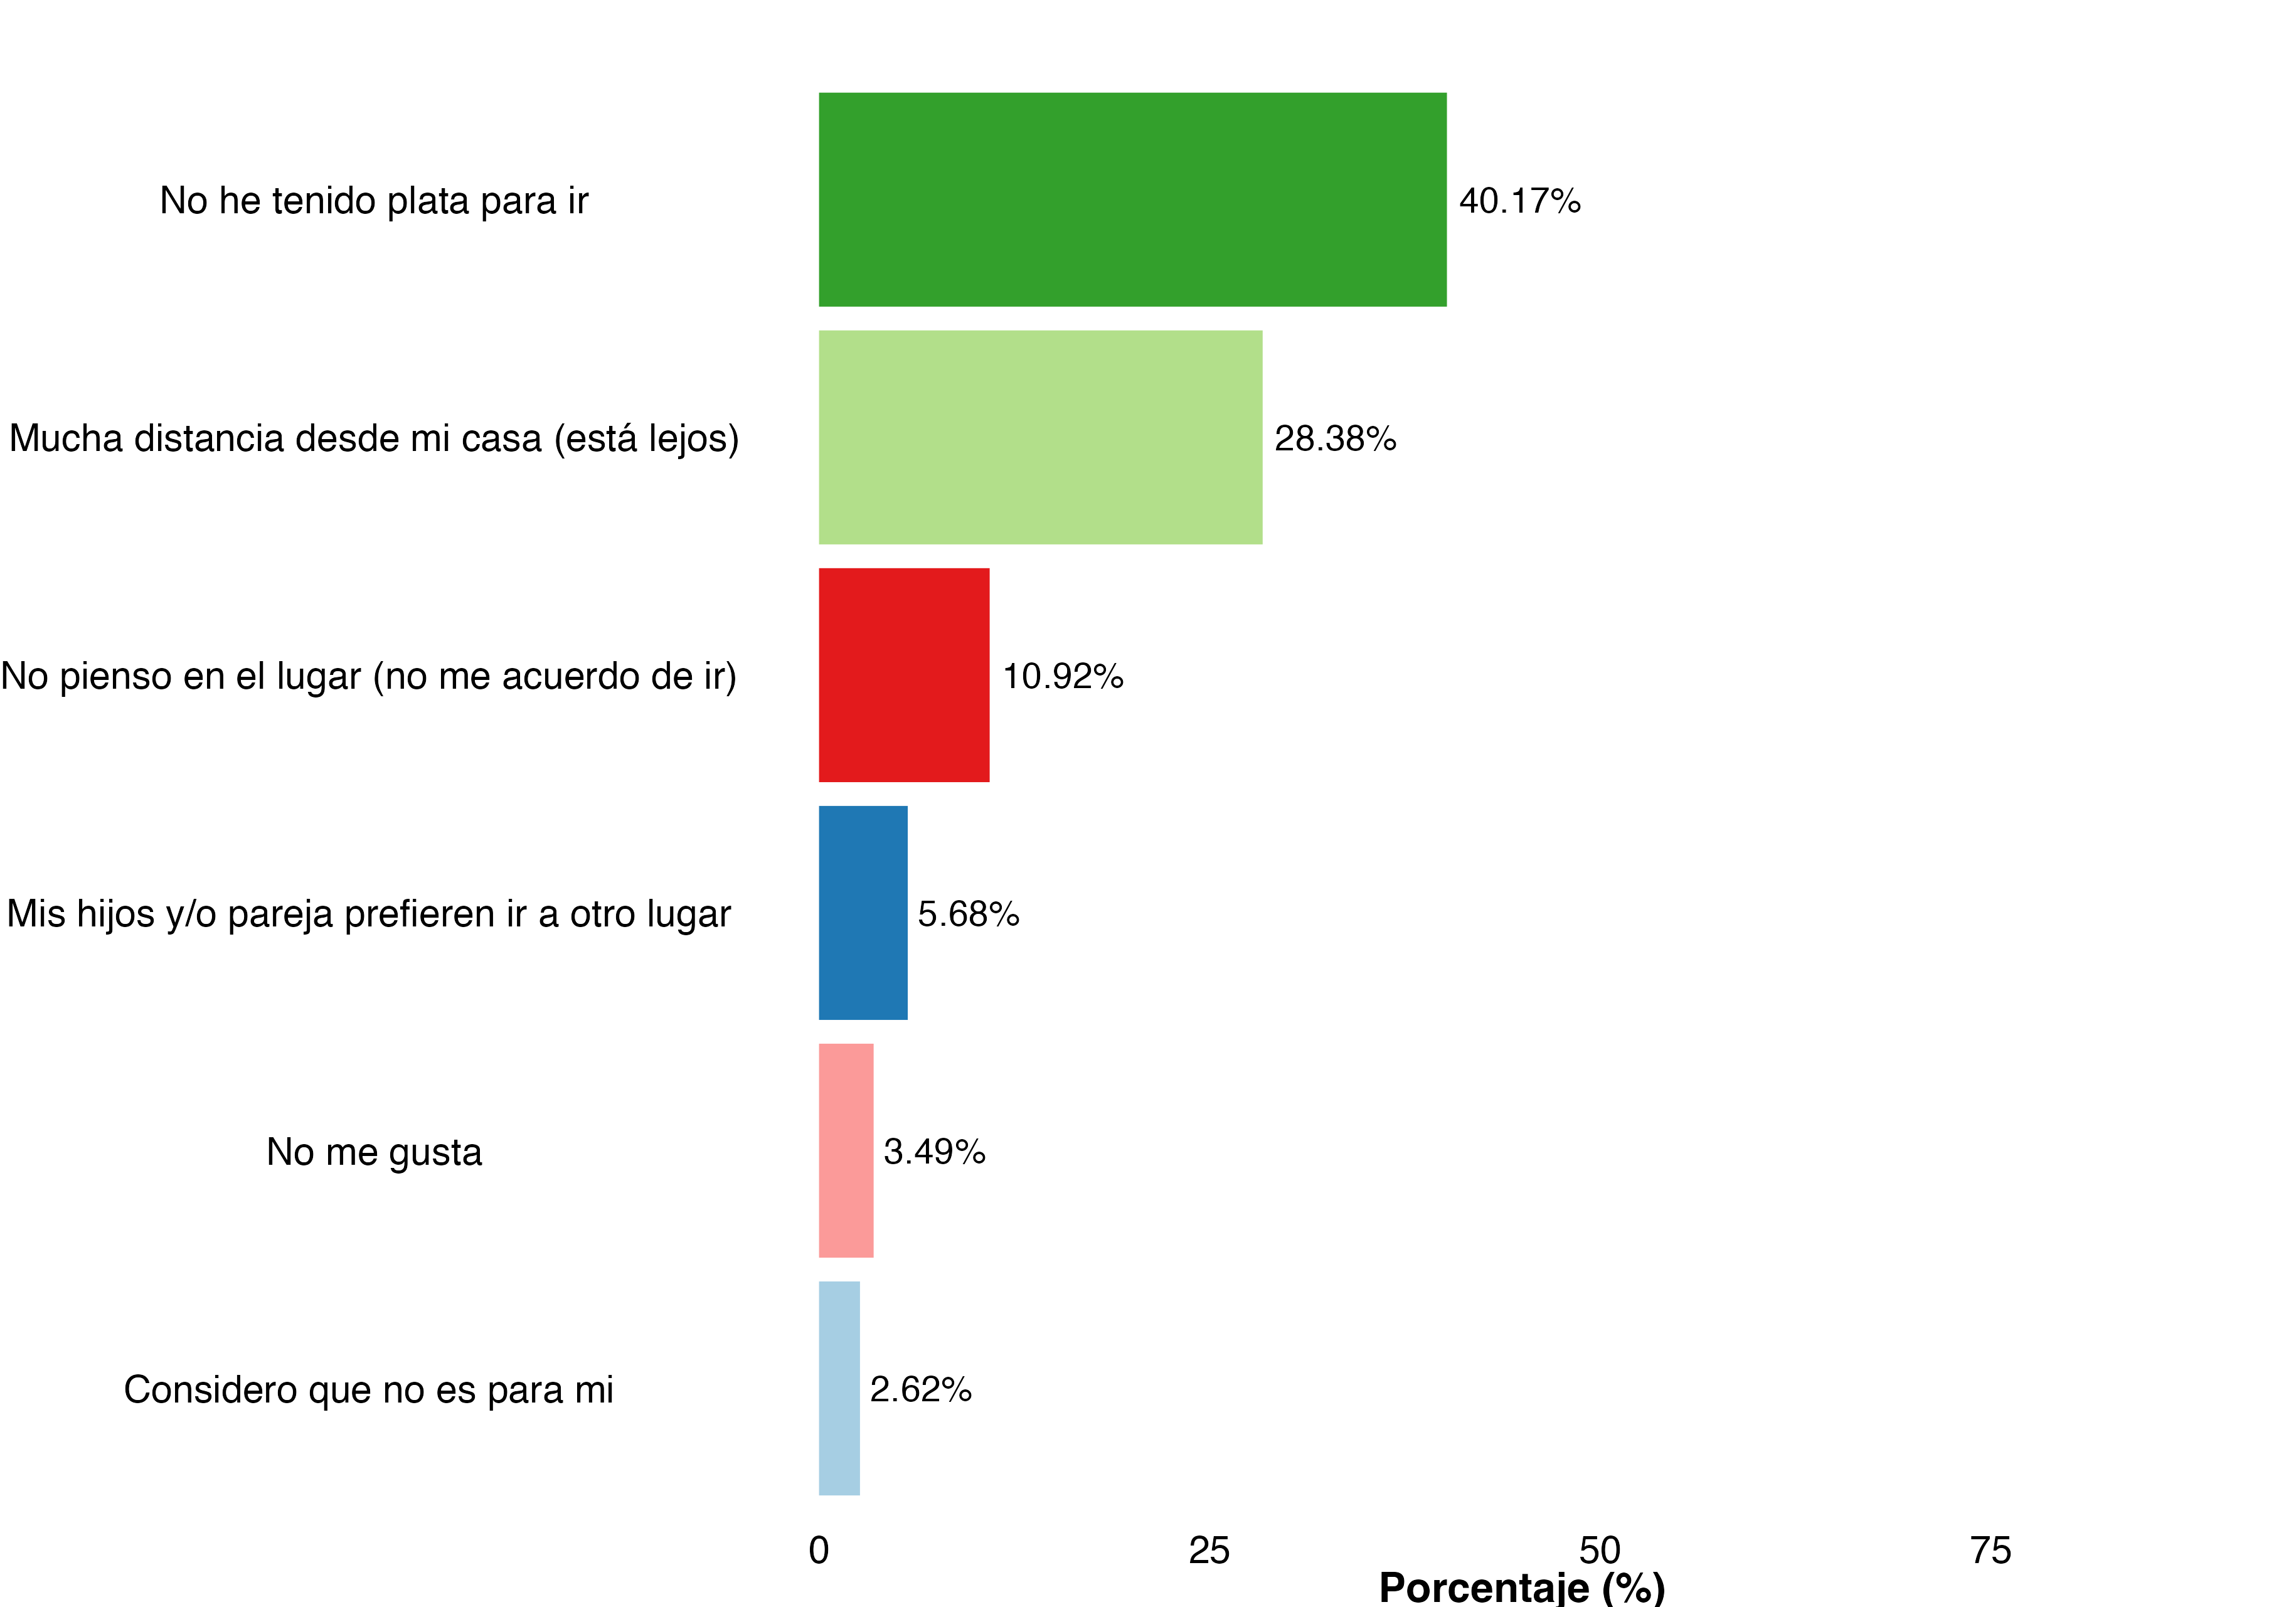 No he tenido plata para ir
40.17%
Mucha distancia desde mi casa (está lejos)
28.38%
No pienso en el lugar (no me acuerdo de ir)
10.92%
Mis hijos y/o pareja prefieren ir a otro lugar
5.68%
No me gusta
3.49%
Considero que no es para mi
2.62%
0 25 50 75
Porcentaje (%)